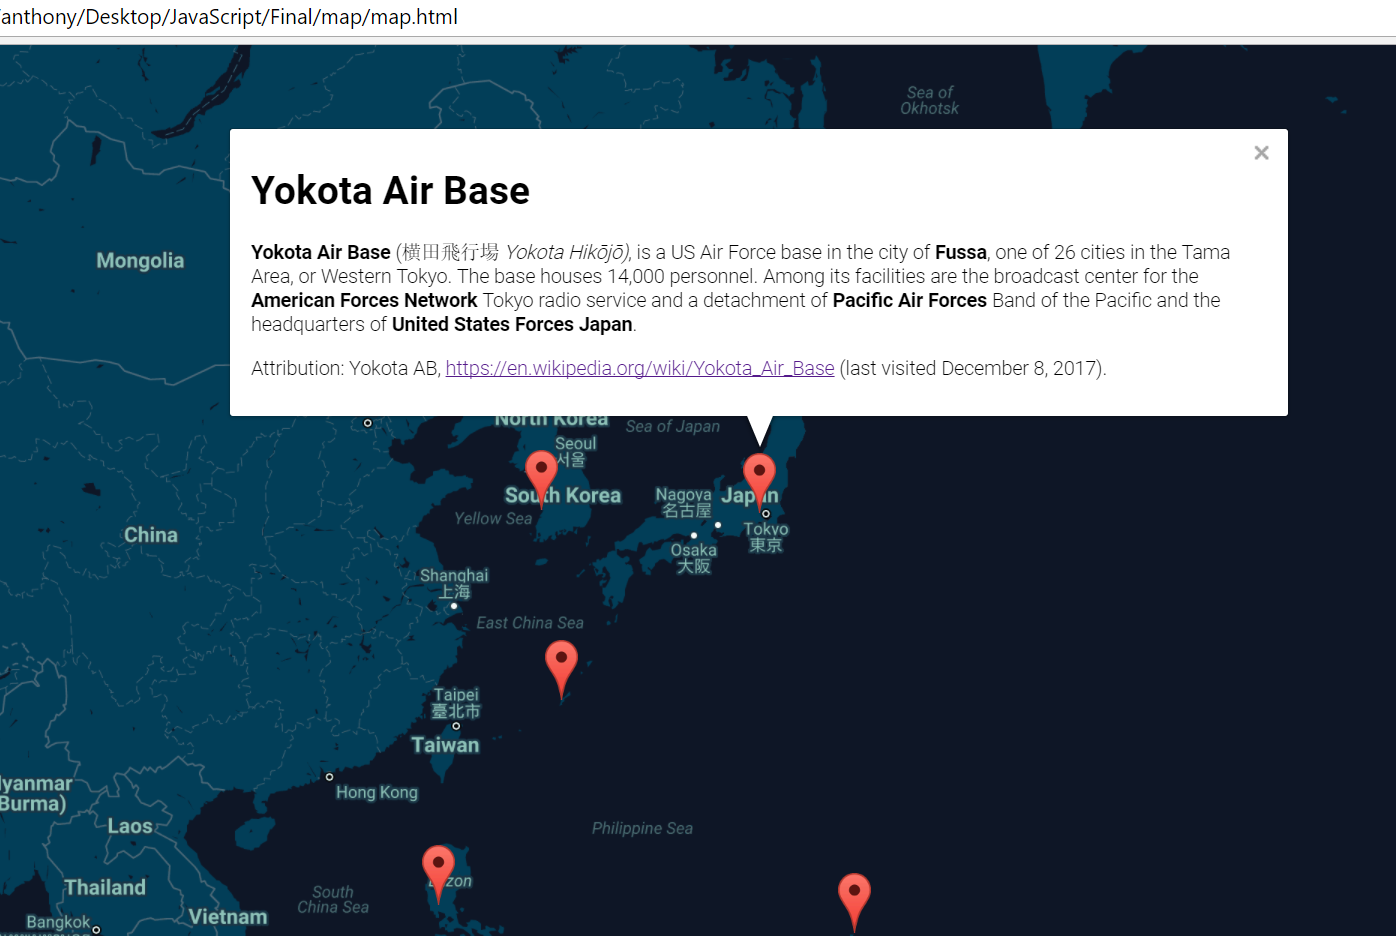 /anthony/Desktop/JavaScript/Final/map/map.html
Sea of
Okhotsk
Yokota Air Base
Yokota Air Base (横田飛行場 Yokota Hikōjō), is a US Air Force base in the city of Fussa, one of 26 cities in the Tama
Area, or Western Tokyo. The base houses 14,000 personnel. Among its facilities are the broadcast center for the
American Forces Network Tokyo radio service and a detachment of Pacific Air Forces Band of the Pacific and the
headquarters of United States Forces Japan.
Attribution: Yokota AB, https://en.wikipedia.org/wiki/Yokota_Air_Base (last visited December 8, 2017).
Mongolia
North Korea
Sea of Japan
Seoul
서울
South Korea
Nagoya
名古屋
Japan
Yellow Sea
Tokyo
東京
China
Osaka
大阪
Shanghai
上海
East China Sea
Taipei
臺北市
Taiwan
Myanmar
(Burma)
Hong Kong
Laos
Philippine Sea
Luzon
Thailand
South
China Sea
Vietnam
Bangkok